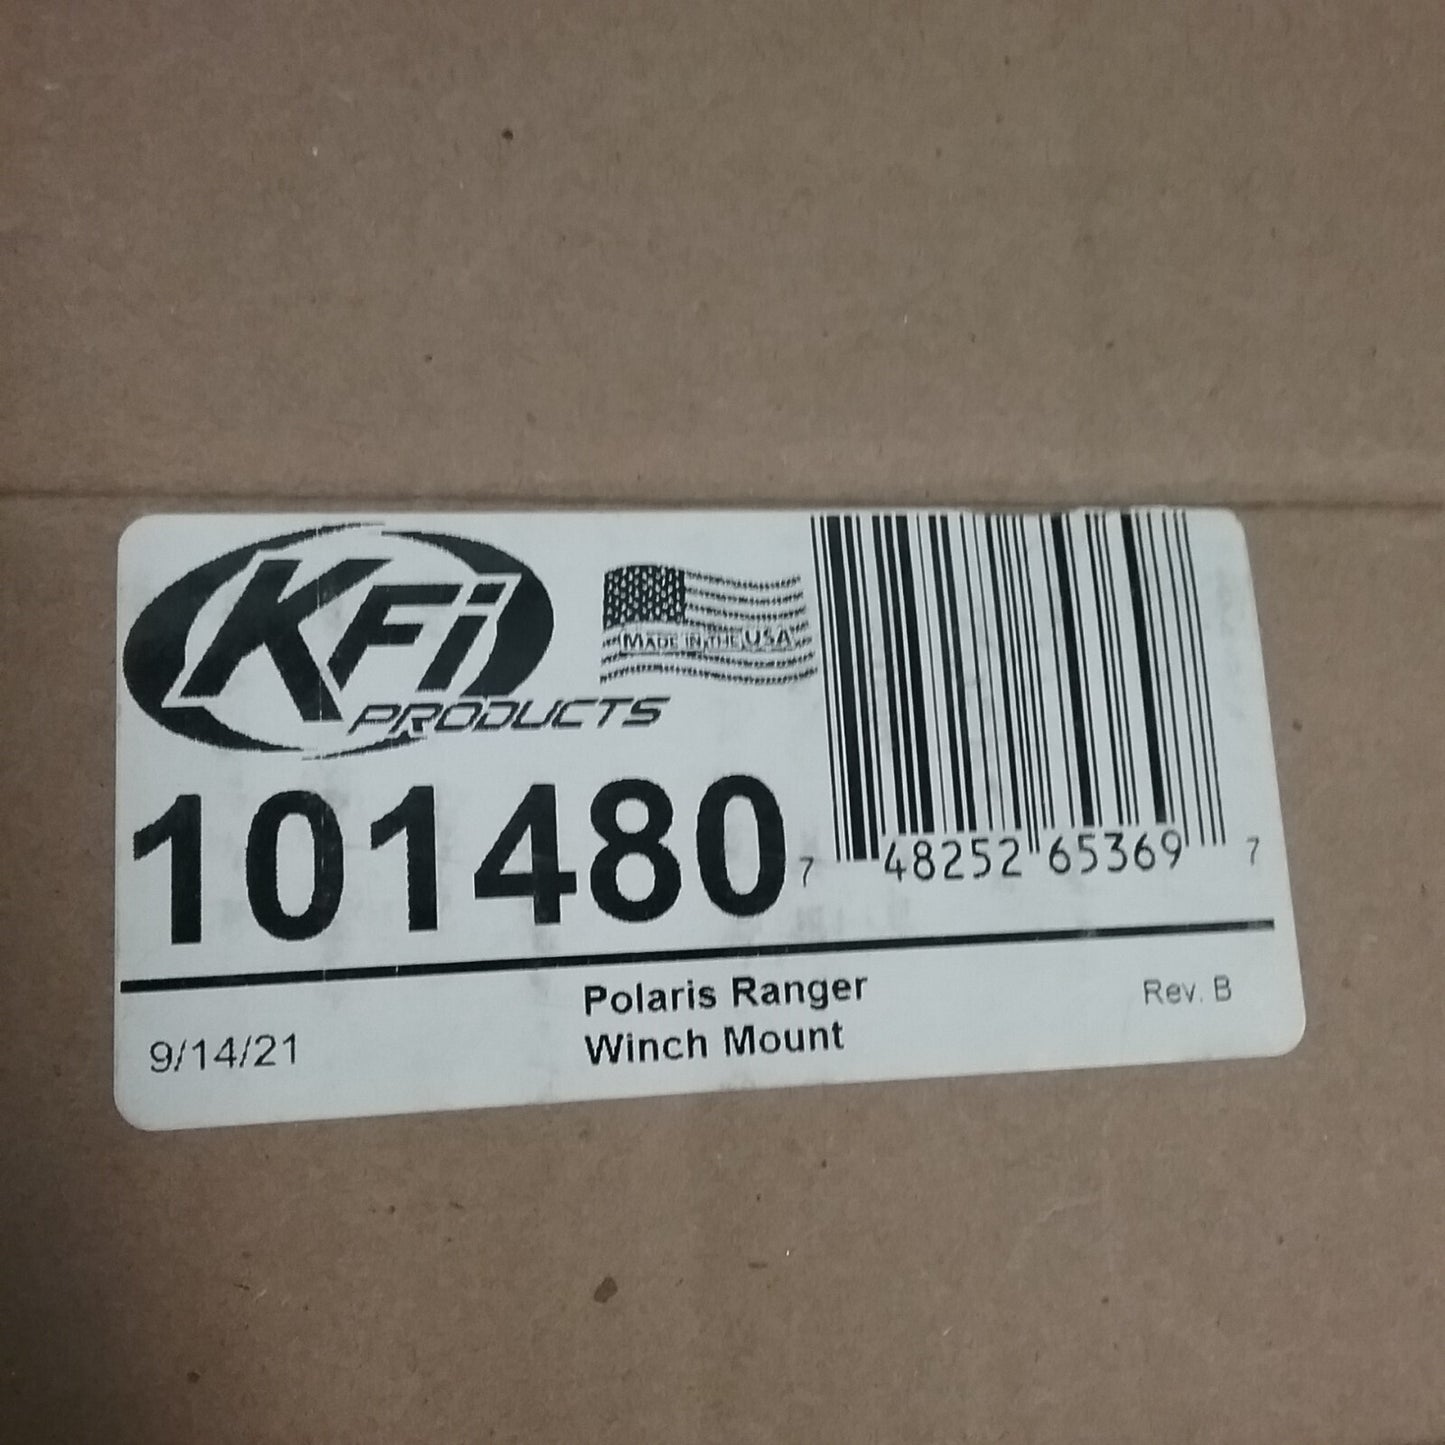 KFi
PRODUCTS
MADE IN THE USA
101480
7 48252 65369 7
Polaris Ranger
Winch Mount
Rev. B
9/14/21